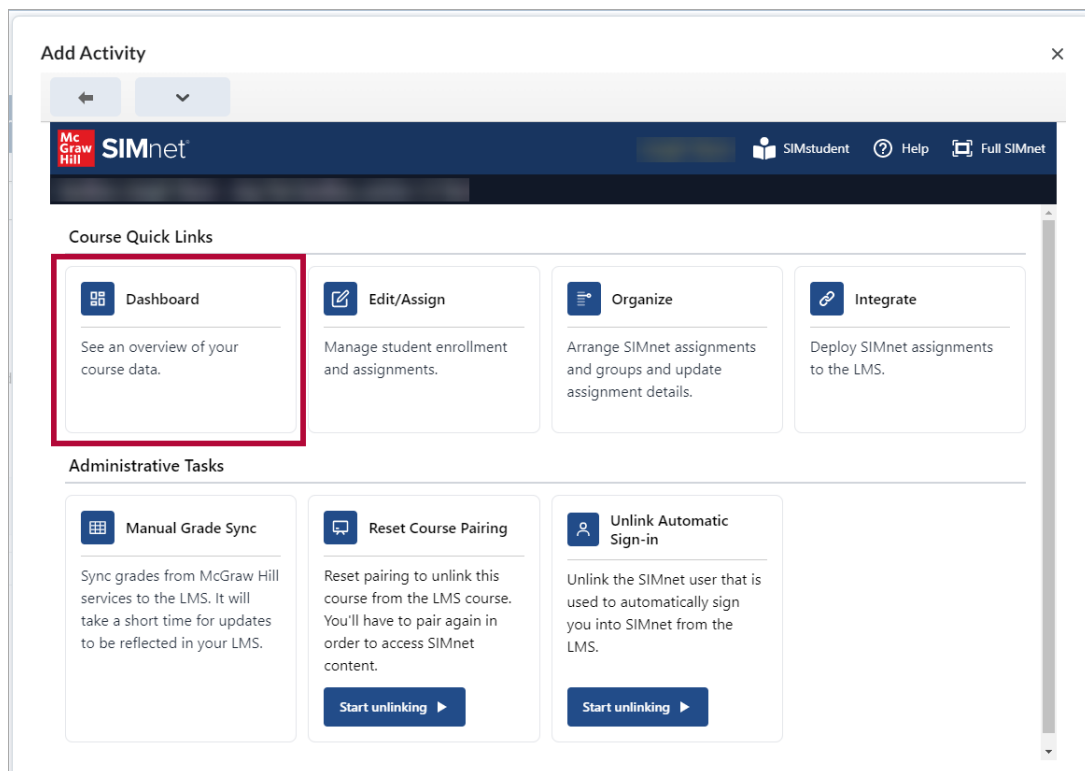 Add Activity
Mc
Graw
Hill
SIMnet®
SIMstudent
Help
Full SIMnet
Course Quick Links
Dashboard
See an overview of your
course data.
Edit/Assign
Manage student enrollment
and assignments.
Organize
Arrange SIMnet assignments
and groups and update
assignment details.
Integrate
Deploy SIMnet assignments
to the LMS.
Administrative Tasks
Manual Grade Sync
Sync grades from McGraw Hill
services to the LMS. It will
take a short time for updates
to be reflected in your LMS.
Reset Course Pairing
Reset pairing to unlink this
course from the LMS course.
You'll have to pair again in
order to access SIMnet
content.
Start unlinking
Unlink Automatic
Sign-in
Unlink the SIMnet user that is
used to automatically sign
you into SIMnet from the
LMS.
Start unlinking